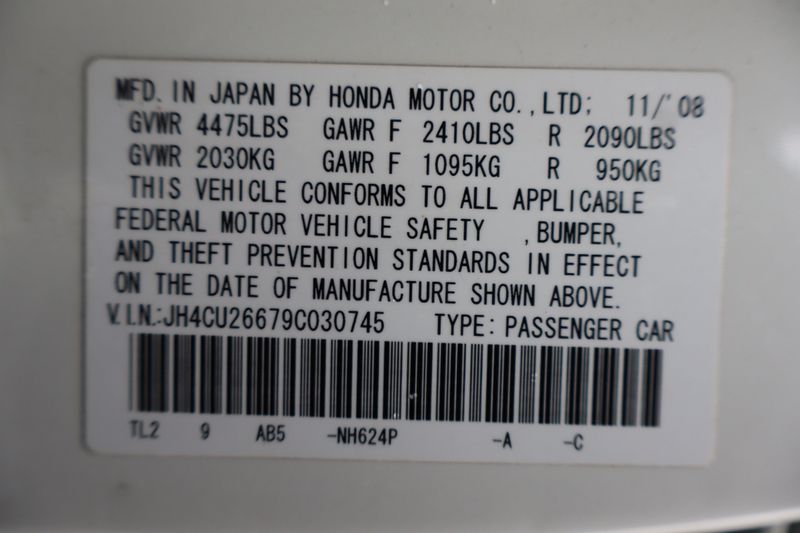 MFD. IN JAPAN BY HONDA MOTOR CO., LTD; 11/'08
GVWR 4475LBS GAWR F 2410LBS R 2090LBS
GVWR 2030KG GAWR F 1095KG R 950KG
THIS VEHICLE CONFORMS TO ALL APPLICABLE
FEDERAL MOTOR VEHICLE SAFETY , BUMPER,
AND THEFT PREVENTION STANDARDS IN EFFECT
ON THE DATE OF MANUFACTURE SHOWN ABOVE.
V.I.N.:JH4CU26679C030745 TYPE: PASSENGER CAR
TL2 9 AB5 -NH624P -A -C